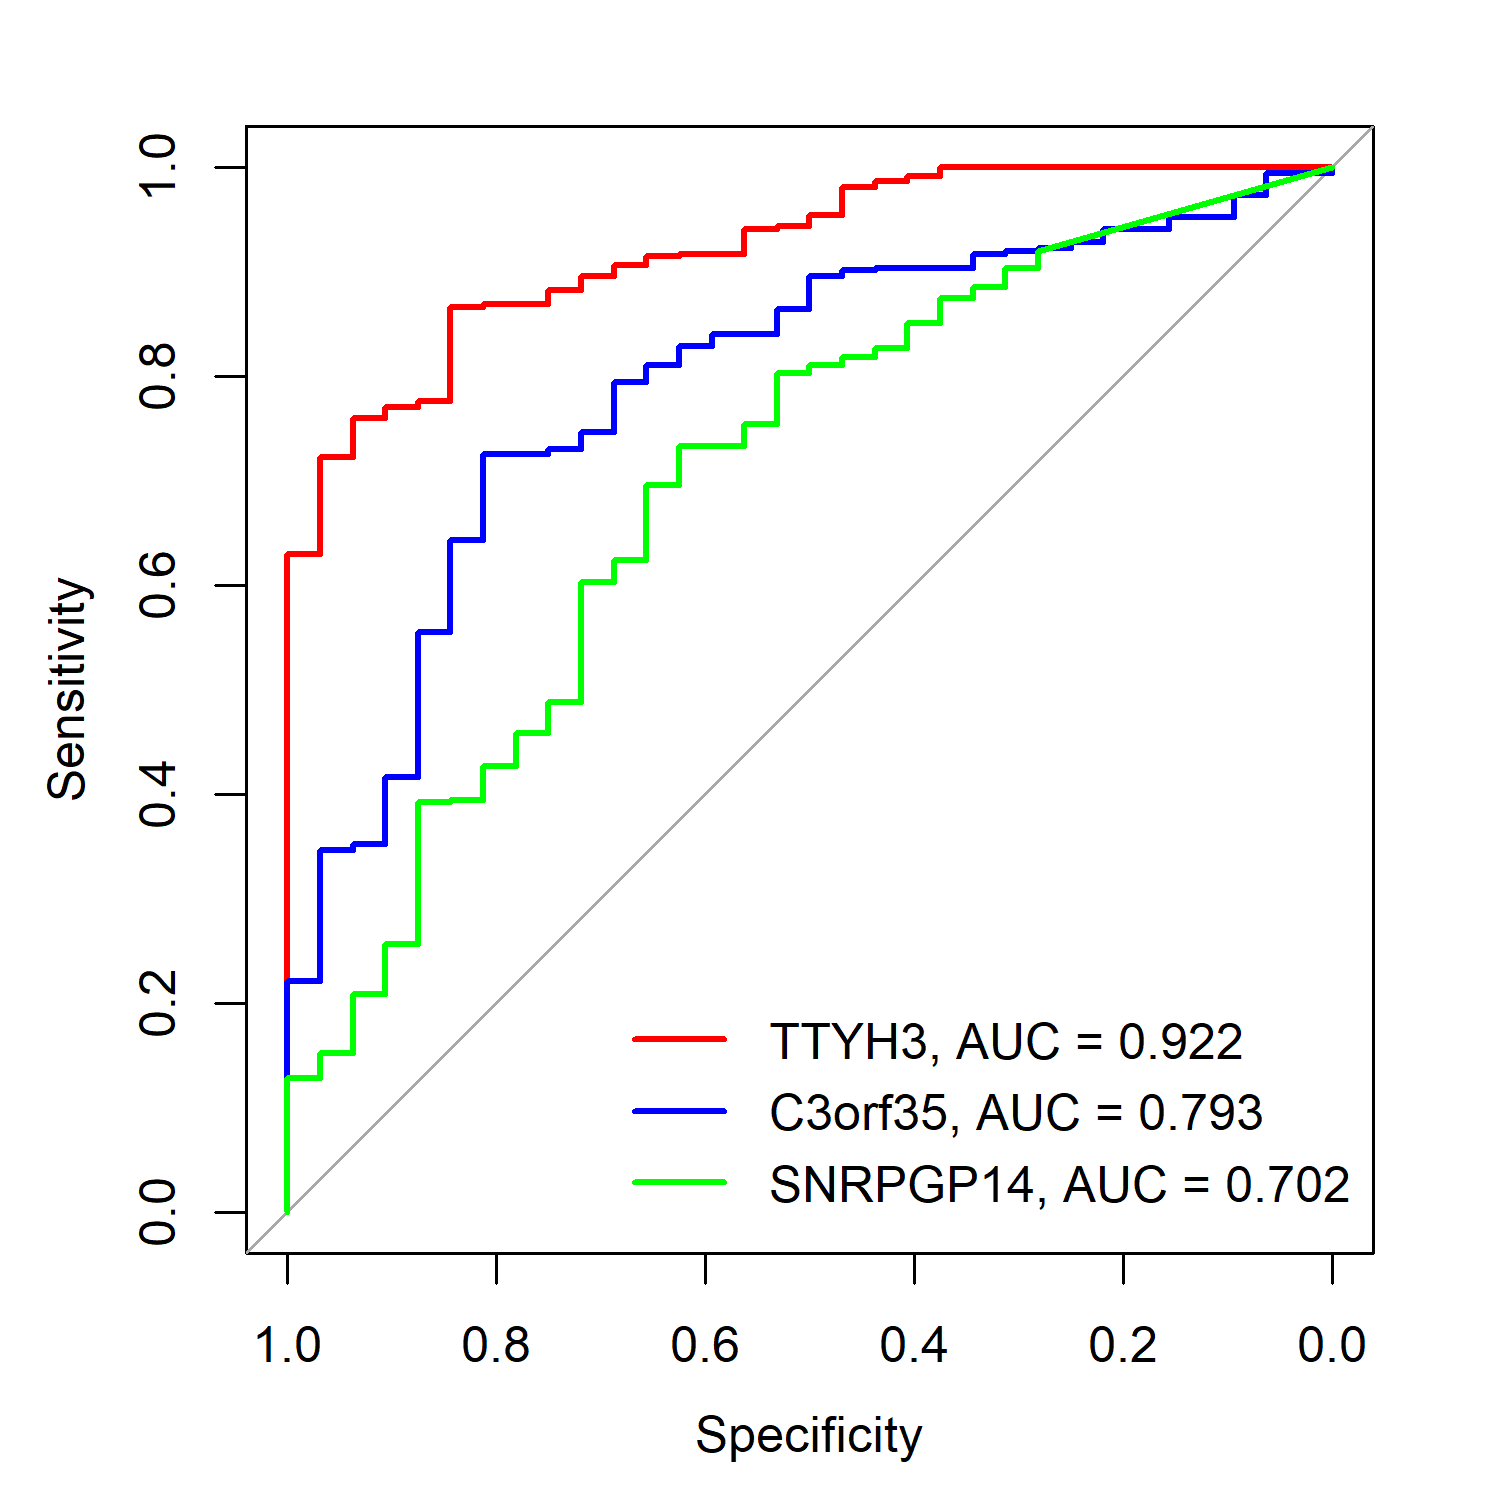 Sensitivity
1.0
0.8
0.6
0.4
0.2
0.0
TTYH3, AUC = 0.922
C3orf35, AUC = 0.793
SNRPGP14, AUC = 0.702
1.0 0.8 0.6 0.4 0.2 0.0
Specificity